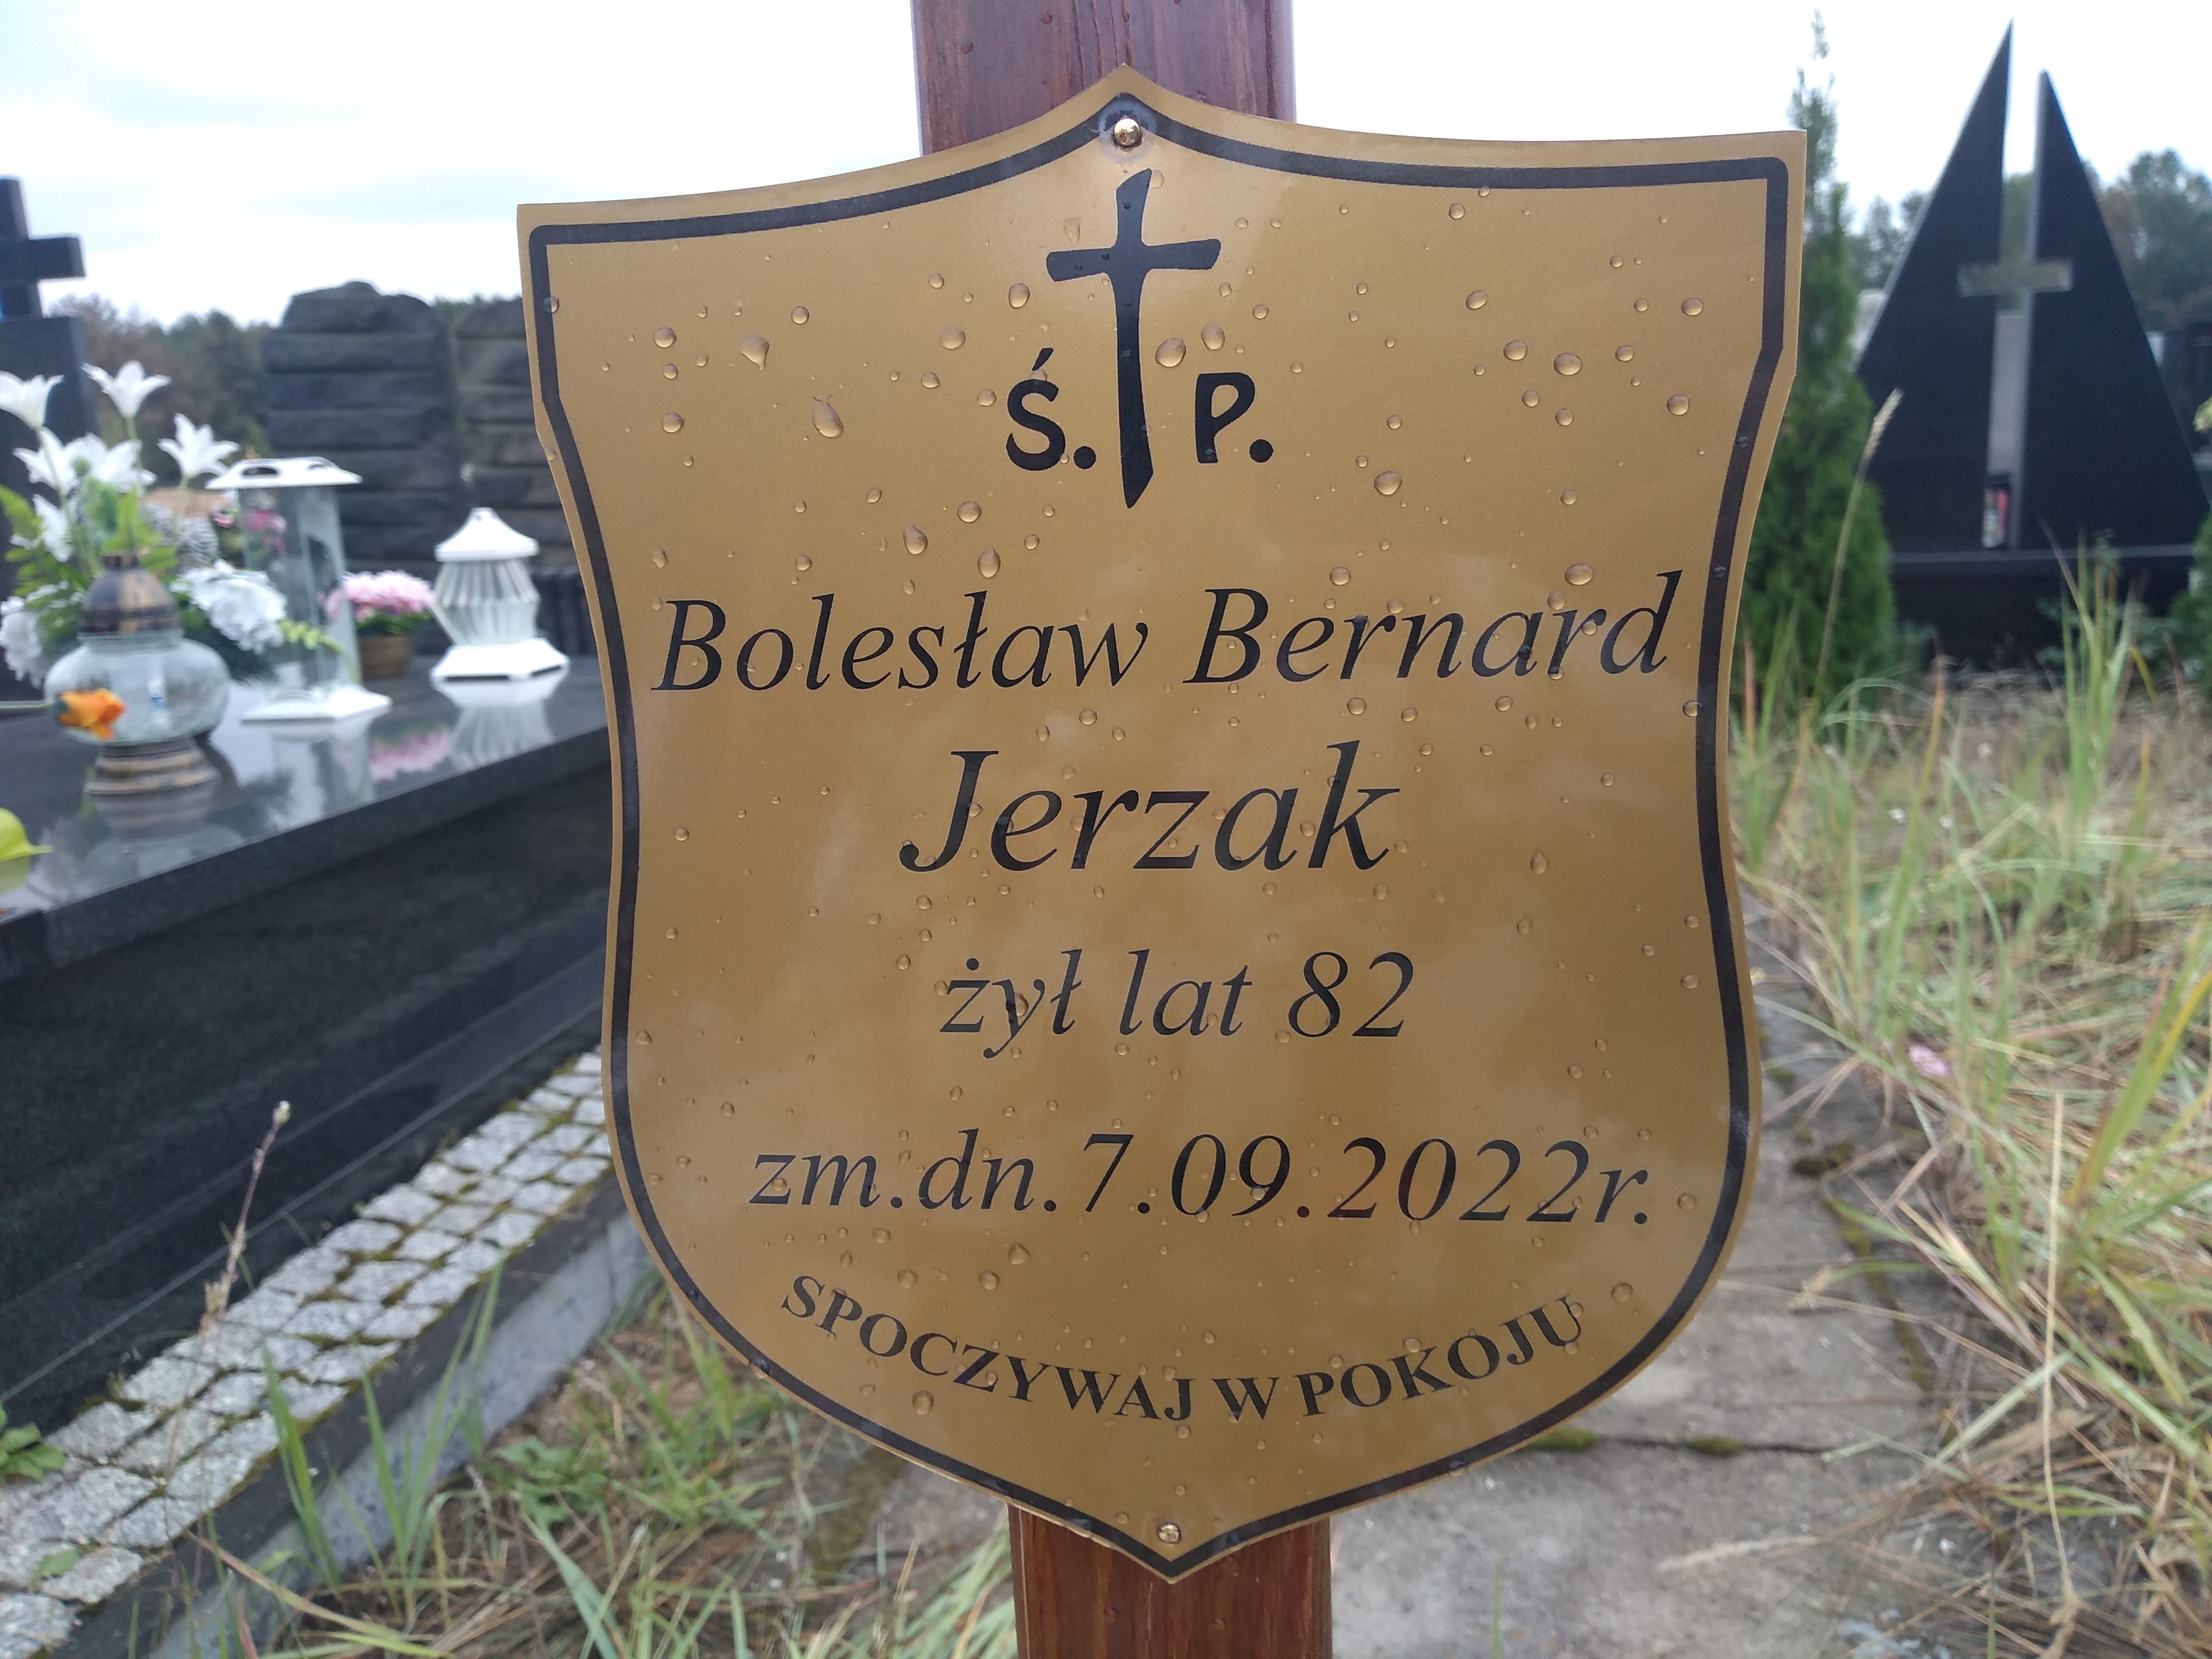 Ś. P.
Bolesław Bernard
Jerzak
żył lat 82
zm.dn.7.09.2022r.
SPOCZYWAJ W POKOJU